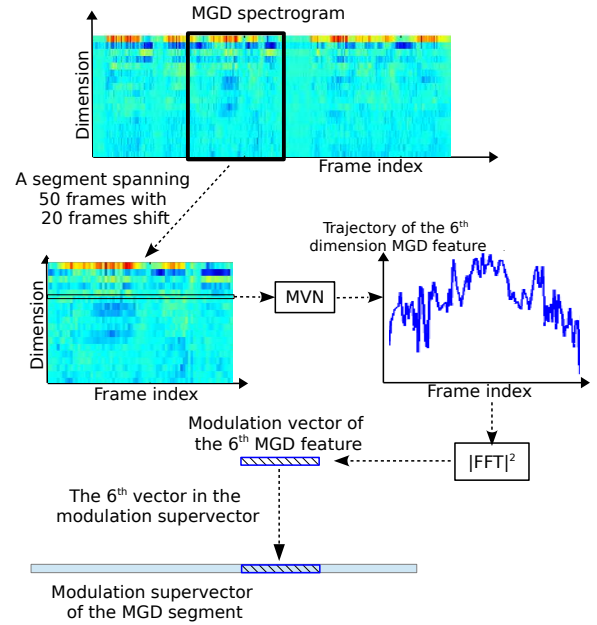 MGD spectrogram
Dimension
Frame index
A segment spanning
50 frames with
20 frames shift
Trajectory of the 6th
dimension MGD feature
Dimension
MVN
Frame index
Frame index
Modulation vector of
the 6th MGD feature
|FFT|²
The 6th vector in the
modulation supervector
Modulation supervector
of the MGD segment